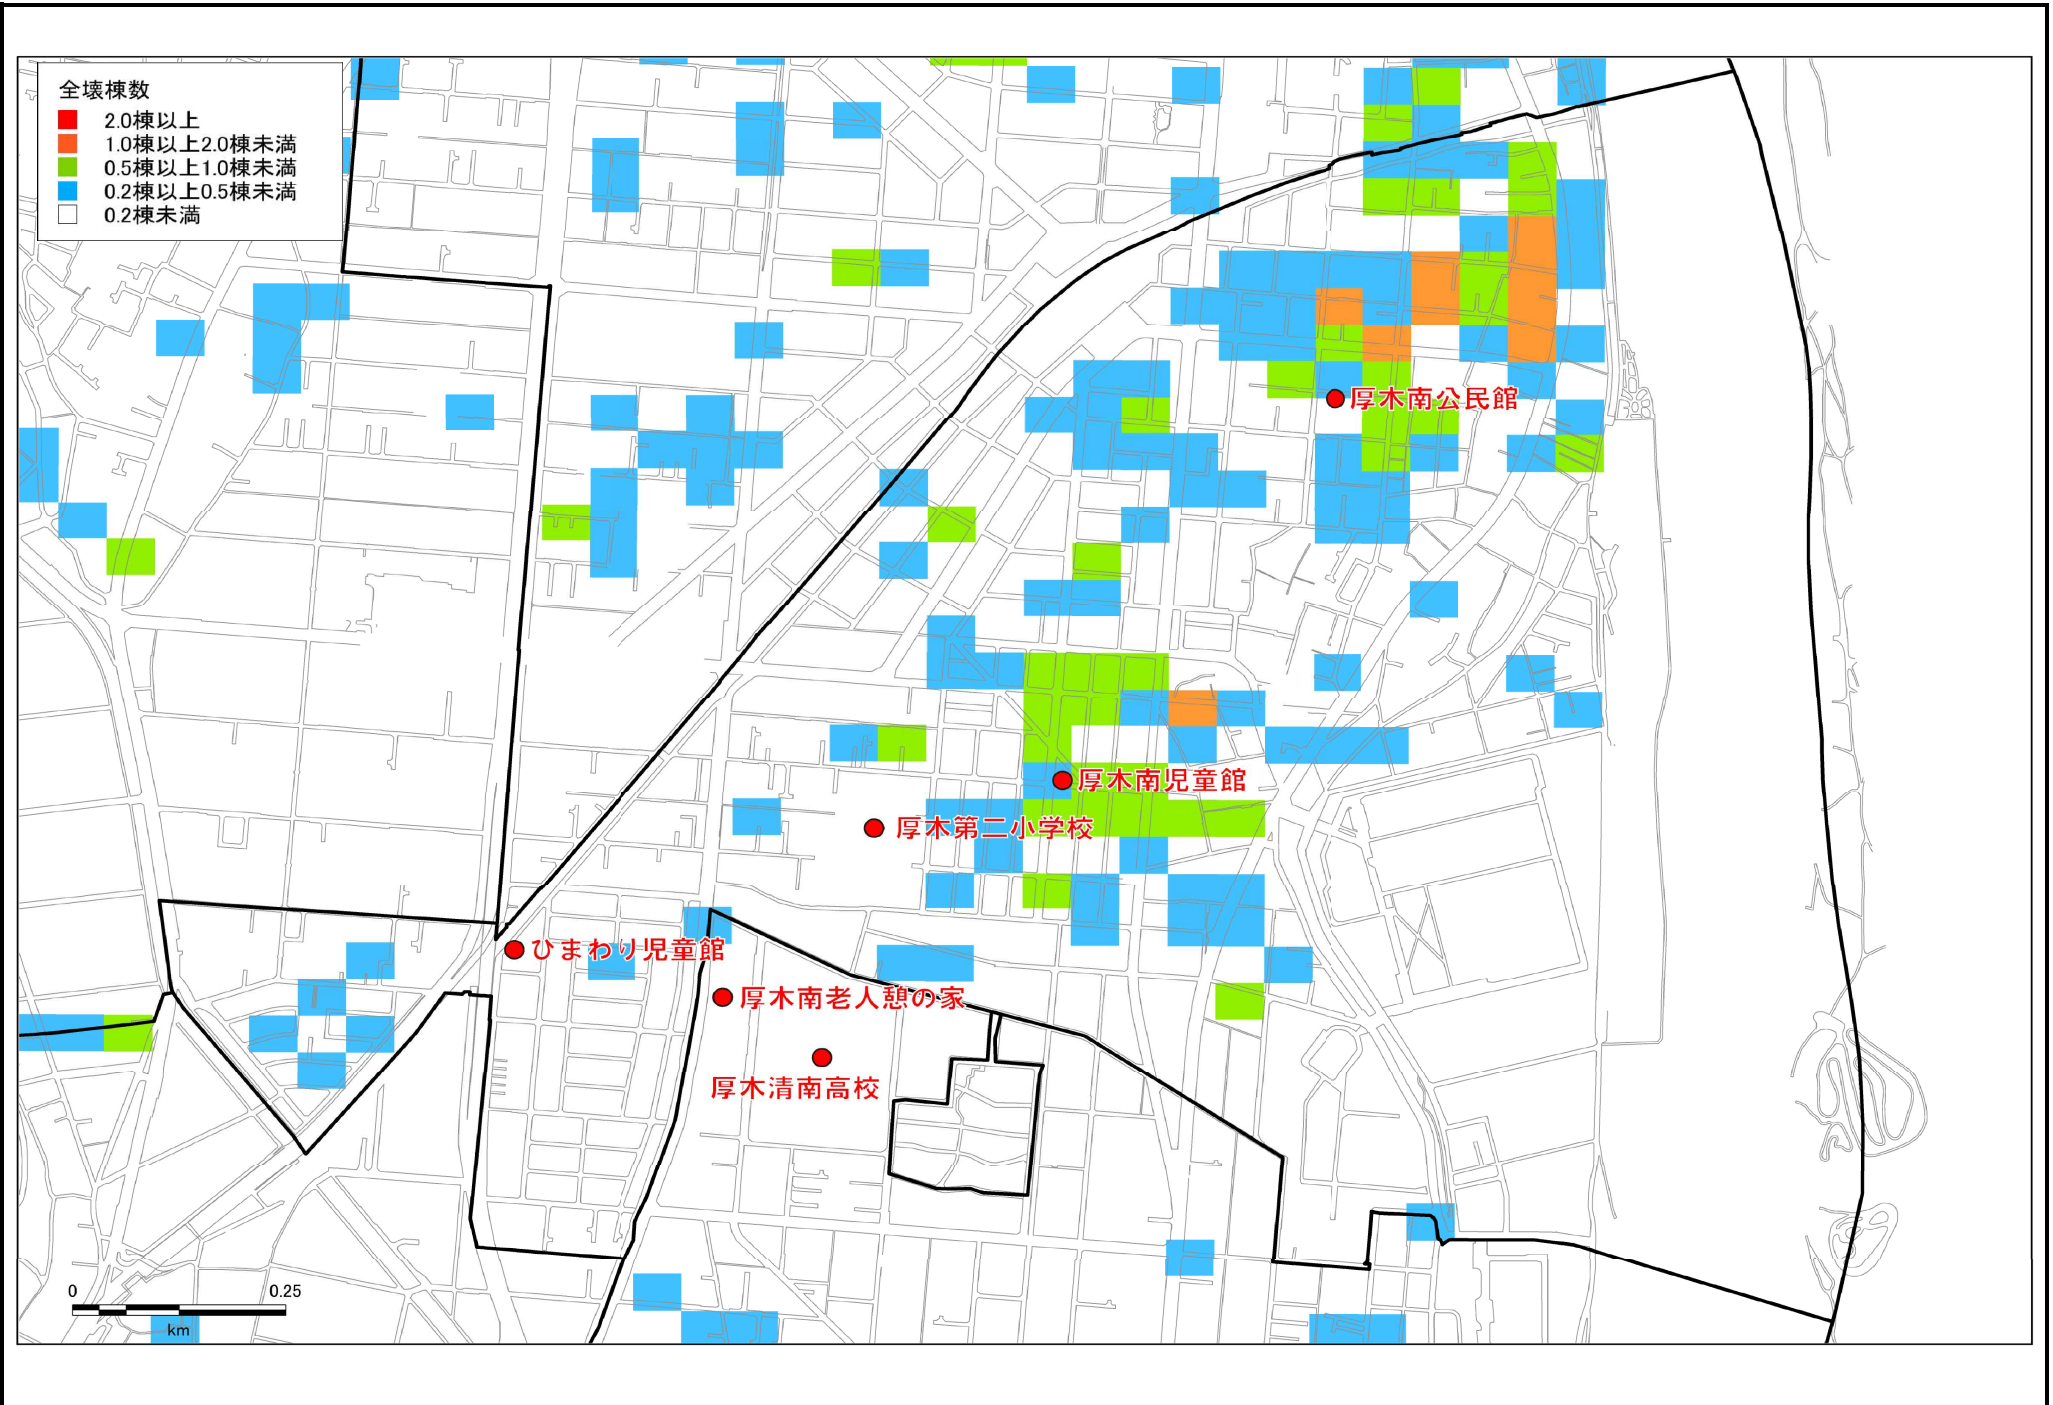 全壊棟数
2.0棟以上
1.0棟以上2.0棟未満
0.5棟以上1.0棟未満
0.2棟以上0.5棟未満
0.2棟未満
厚木南公民館
厚木南児童館
厚木第二小学校
ひまわり児童館
厚木南老人憩の家
厚木清南高校
0 0.25
km